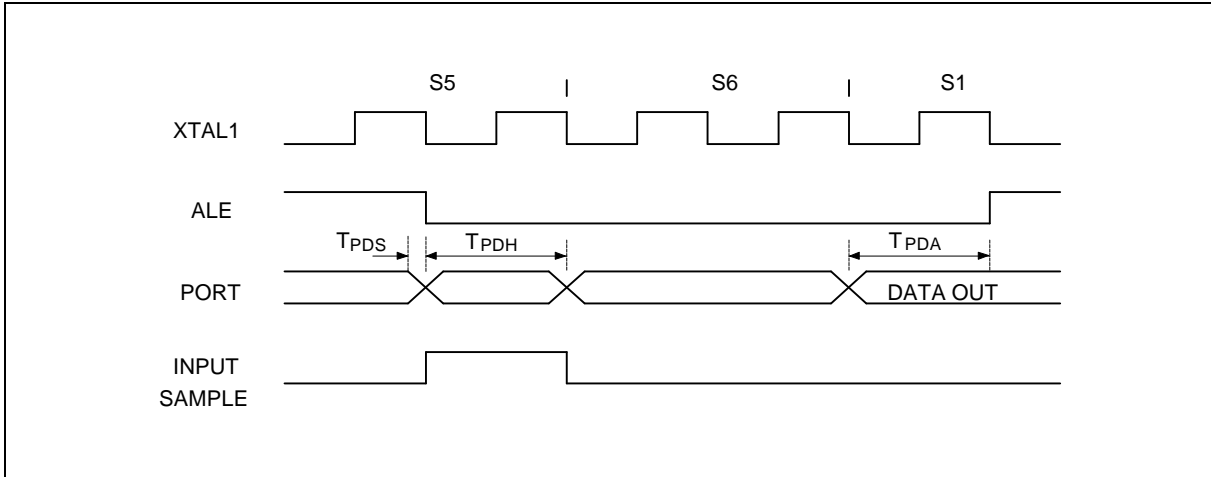 S5 S6 S1
XTAL1
ALE
TPDS TPDH TPDA
PORT DATA OUT
INPUT
SAMPLE